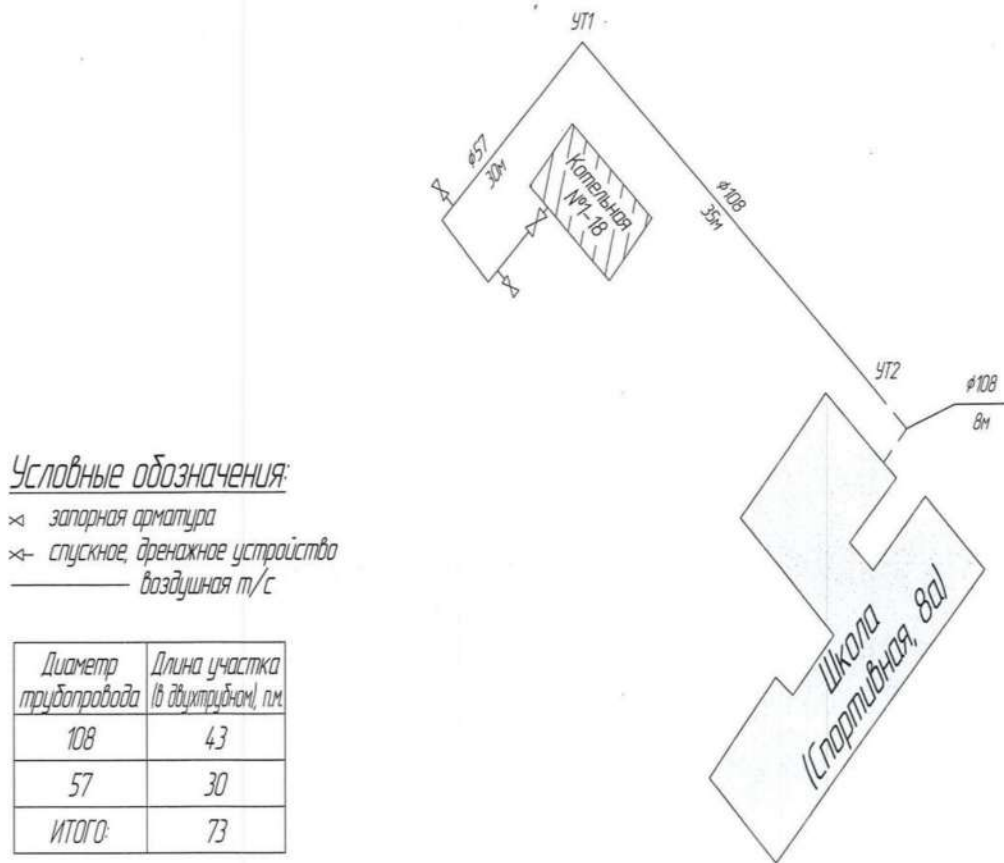 УТ1
ф57
30м
Котельная
№1-18
ф108
35м
УТ2
ф108
8м
Условные обозначения:
запорная арматура
спускное, дренажное устройство
воздушная т/с
Диаметр трубопровода
Длина участка (в двухтрубном), п.м.
108
43
57
30
ИТОГО:
73
Школа
(Спортивная, 8а)